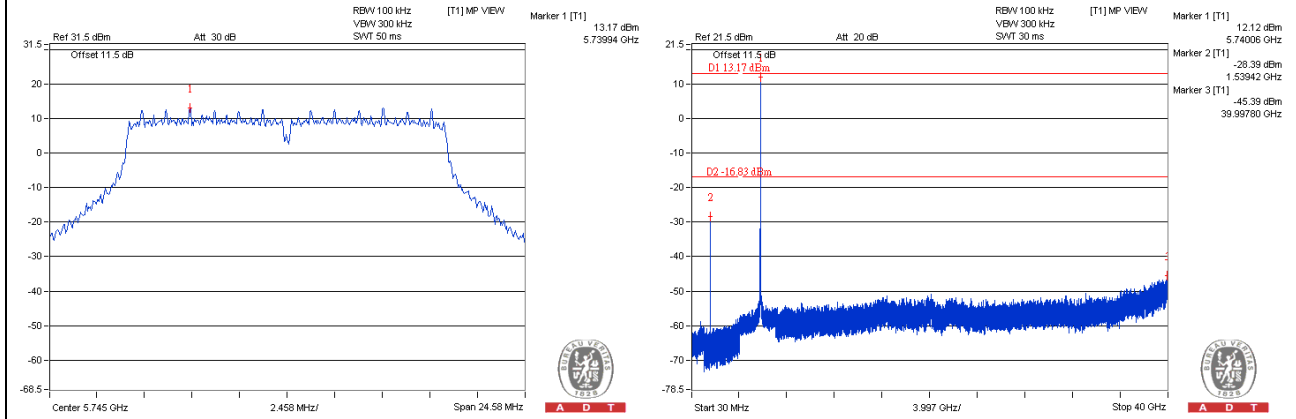 RBW 100 kHz [T1] MP VIEW
VBW 300 kHz
Ref 31.5 dBm Att 30 dB SWT 50 ms
Marker 1 [T1]
13.17 dBm
5.73994 GHz
31.5
Offset 11.5 dB
20
10
0
-10
-20
-30
-40
-50
-60
-68.5
1
Center 5.745 GHz 2.458 MHz/ Span 24.58 MHz
BUREAU VERITAS
1828
A D T
RBW 100 kHz [T1] MP VIEW
VBW 300 kHz
Ref 21.5 dBm Att 20 dB SWT 30 ms
Marker 1 [T1]
12.12 dBm
5.74006 GHz
Marker 2 [T1]
-28.39 dBm
1.53942 GHz
Marker 3 [T1]
-45.39 dBm
39.99780 GHz
21.5
Offset 11.5 dB
D1 13.17 dBm
10
0
-10
D2 -16.83 dBm
-20
2
-30
-40
-50
-60
-70
-78.5
Start 30 MHz 3.997 GHz/ Stop 40 GHz
BUREAU VERITAS
1828
A D T